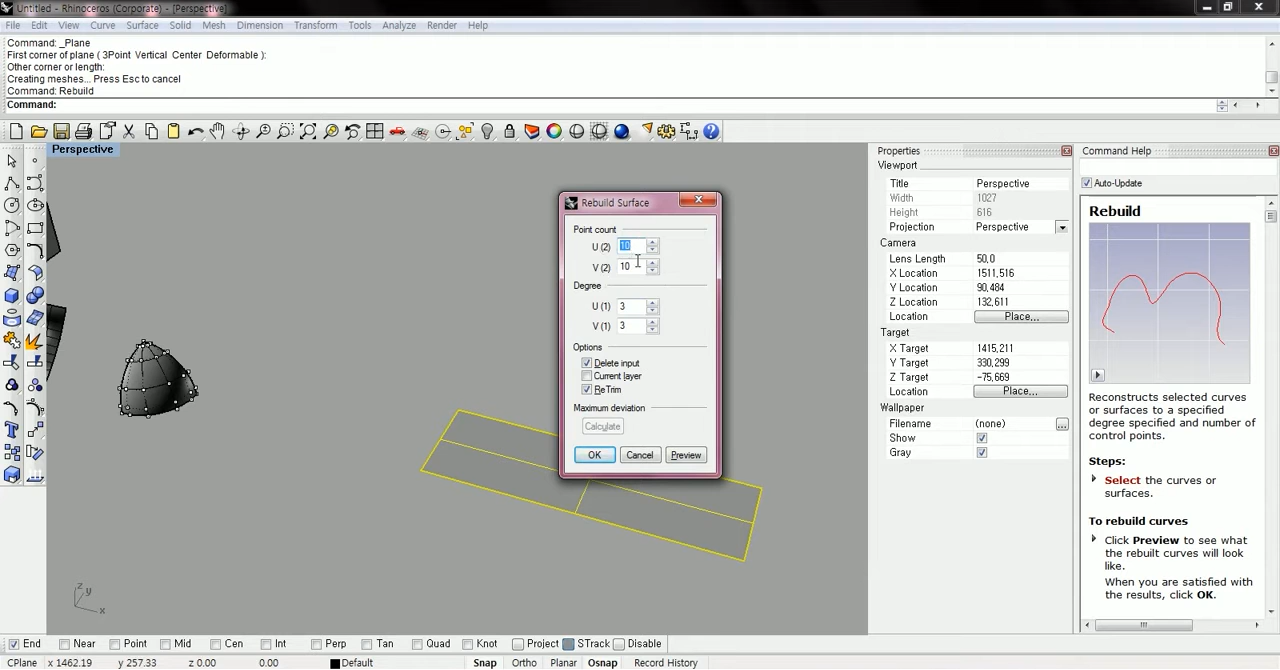 Untitled - Rhinoceros (Corporate) - [Perspective]
File Edit View Curve Surface Solid Mesh Dimension Transform Tools Analyze Render Help
Command: _Plane
First corner of plane ( 3Point Vertical Center Deformable ):
Other corner or length:
Creating meshes... Press Esc to cancel
Command: Rebuild
Command:
Perspective
Rebuild Surface
Point count
U (2) 10
V (2) 10
Degree
U (1) 3
V (1) 3
Options
Delete input
Current layer
ReTrim
Maximum deviation
Calculate
OK Cancel Preview
z y
x
Properties
Viewport
Title Perspective
Width 1027
Height 616
Projection Perspective
Camera
Lens Length 50,0
X Location 1511,516
Y Location 90,484
Z Location 132,611
Location Place...
Target
X Target 1415,211
Y Target 330,299
Z Target -75,669
Location Place...
Wallpaper
Filename (none) ...
Show
Gray
Command Help
Auto-Update
Rebuild
Reconstructs selected curves
or surfaces to a specified
degree specified and number of
control points.
Steps:
Select the curves or
surfaces.
To rebuild curves
Click Preview to see what
the rebuilt curves will look
like.
When you are satisfied with
the results, click OK.
End Near Point Mid Cen Int Perp Tan Quad Knot Project STrack Disable
CPlane x 1462.19 y 257.33 z 0.00 0.00 Default Snap Ortho Planar Osnap Record History